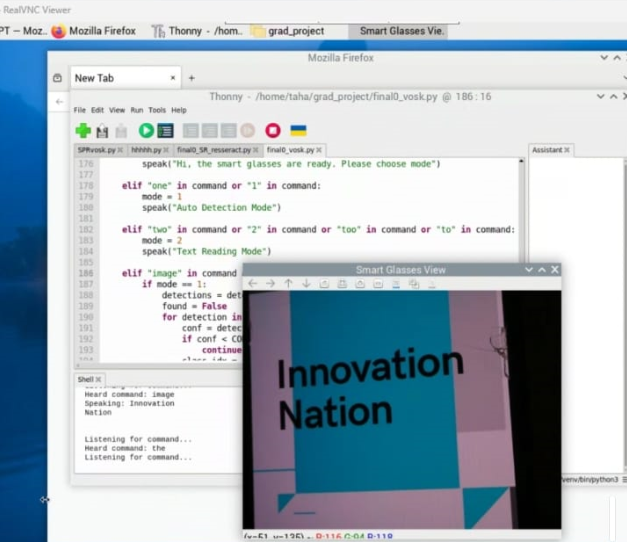 RealVNC Viewer
PT — Moz..
Mozilla Firefox
Thonny - /hom..
grad_project
Smart Glasses Vie.
Mozilla Firefox
New Tab
Thonny - /home/taha/grad_project/final0_vosk.py @ 186 : 16
File Edit View Run Tools Help
SPRvosk.py
hhhhh.py
final0_SR_resseract.py
final0_vosk.py
Assistant
176 speak("Hi, the smart glasses are ready. Please choose mode")
177
178 elif "one" in command or "1" in command:
179 mode = 1
180 speak("Auto Detection Mode")
181
182 elif "two" in command or "2" in command or "too" in command or "to" in command:
183 mode = 2
184 speak("Text Reading Mode")
185
186 elif "image" in command
187 if mode == 1:
188 detections = det
189 found = False
190 for detection in
191 conf = detec
192 if conf < CO
193 continue
Shell
Listening for command...
Heard command: image
Speaking: Innovation
Nation
Listening for command...
Heard command: the
Listening for command...
Smart Glasses View
Innovation
Nation
/venv/bin/python3
(x=51, y=135) ~ R:116 G:94 B:118